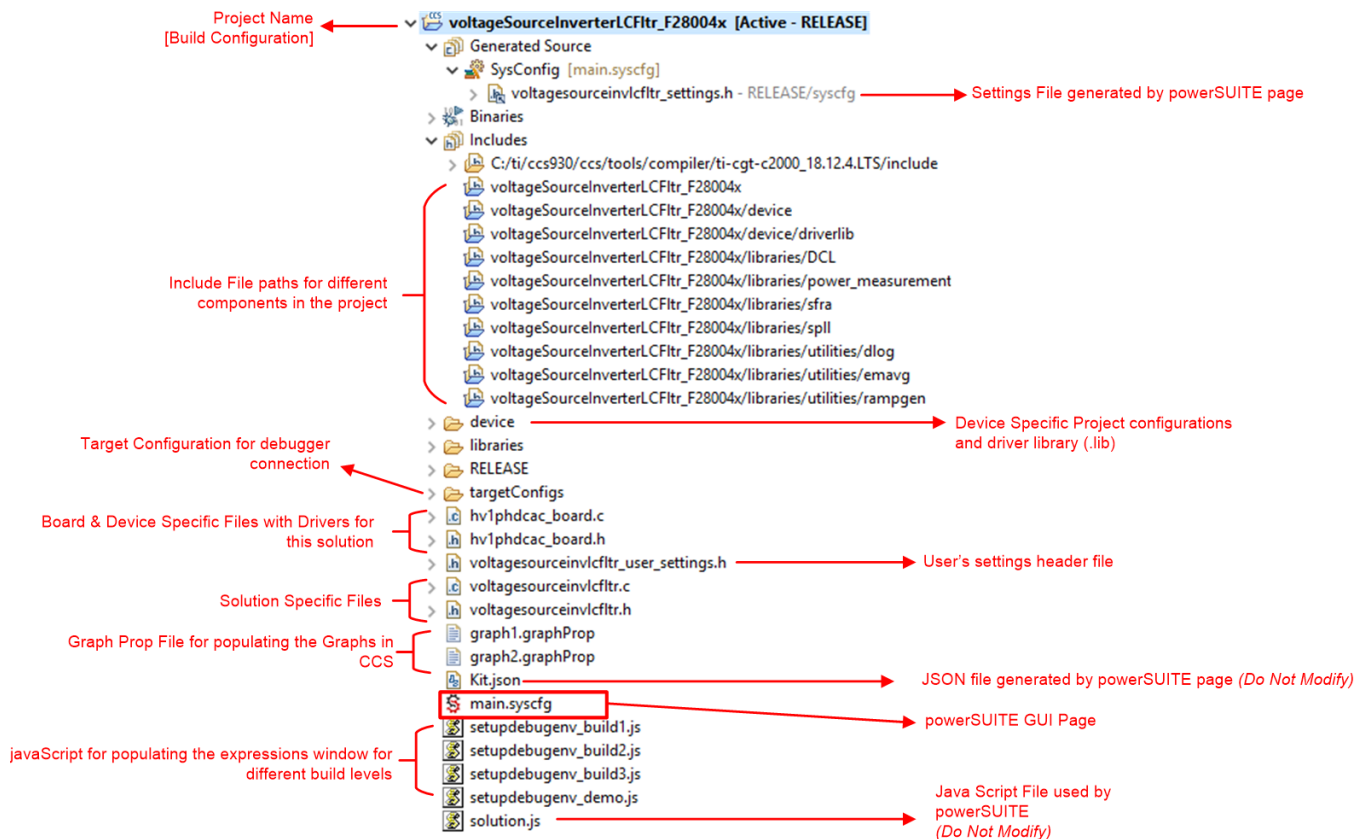 Project Name
[Build Configuration]
voltageSourceInverterLCFltr_F28004x [Active - RELEASE]
Generated Source
SysConfig [main.syscfg]
voltagesourceinvlcfltr_settings.h - RELEASE/syscfg
Settings File generated by powerSUITE page
Binaries
Includes
C:/ti/ccs930/ccs/tools/compiler/ti-cgt-c2000_18.12.4.LTS/include
voltageSourceInverterLCFltr_F28004x
voltageSourceInverterLCFltr_F28004x/device
voltageSourceInverterLCFltr_F28004x/device/driverlib
voltageSourceInverterLCFltr_F28004x/libraries/DCL
voltageSourceInverterLCFltr_F28004x/libraries/power_measurement
voltageSourceInverterLCFltr_F28004x/libraries/sfra
voltageSourceInverterLCFltr_F28004x/libraries/spll
voltageSourceInverterLCFltr_F28004x/libraries/utilities/dlog
voltageSourceInverterLCFltr_F28004x/libraries/utilities/emavg
voltageSourceInverterLCFltr_F28004x/libraries/utilities/rampgen
Include File paths for different
components in the project
device
Device Specific Project configurations
and driver library (.lib)
libraries
RELEASE
targetConfigs
Target Configuration for debugger
connection
hv1phdcac_board.c
hv1phdcac_board.h
Board & Device Specific Files with Drivers for
this solution
voltagesourceinvlcfltr_user_settings.h
User's settings header file
voltagesourceinvlcfltr.c
voltagesourceinvlcfltr.h
Solution Specific Files
graph1.graphProp
graph2.graphProp
Graph Prop File for populating the Graphs in
CCS
Kit.json
JSON file generated by powerSUITE page (Do Not Modify)
main.syscfg
powerSUITE GUI Page
setupdebugenv_build1.js
setupdebugenv_build2.js
setupdebugenv_build3.js
setupdebugenv_demo.js
javaScript for populating the expressions window for
different build levels
solution.js
Java Script File used by
powerSUITE
(Do Not Modify)